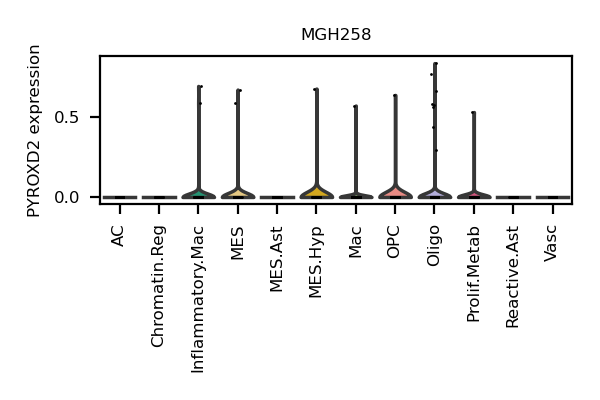 MGH258
PYROXD2 expression
0.5
0.0
AC
Chromatin.Reg
Inflammatory.Mac
MES
MES.Ast
MES.Hyp
Mac
OPC
Oligo
Prolif.Metab
Reactive.Ast
Vasc